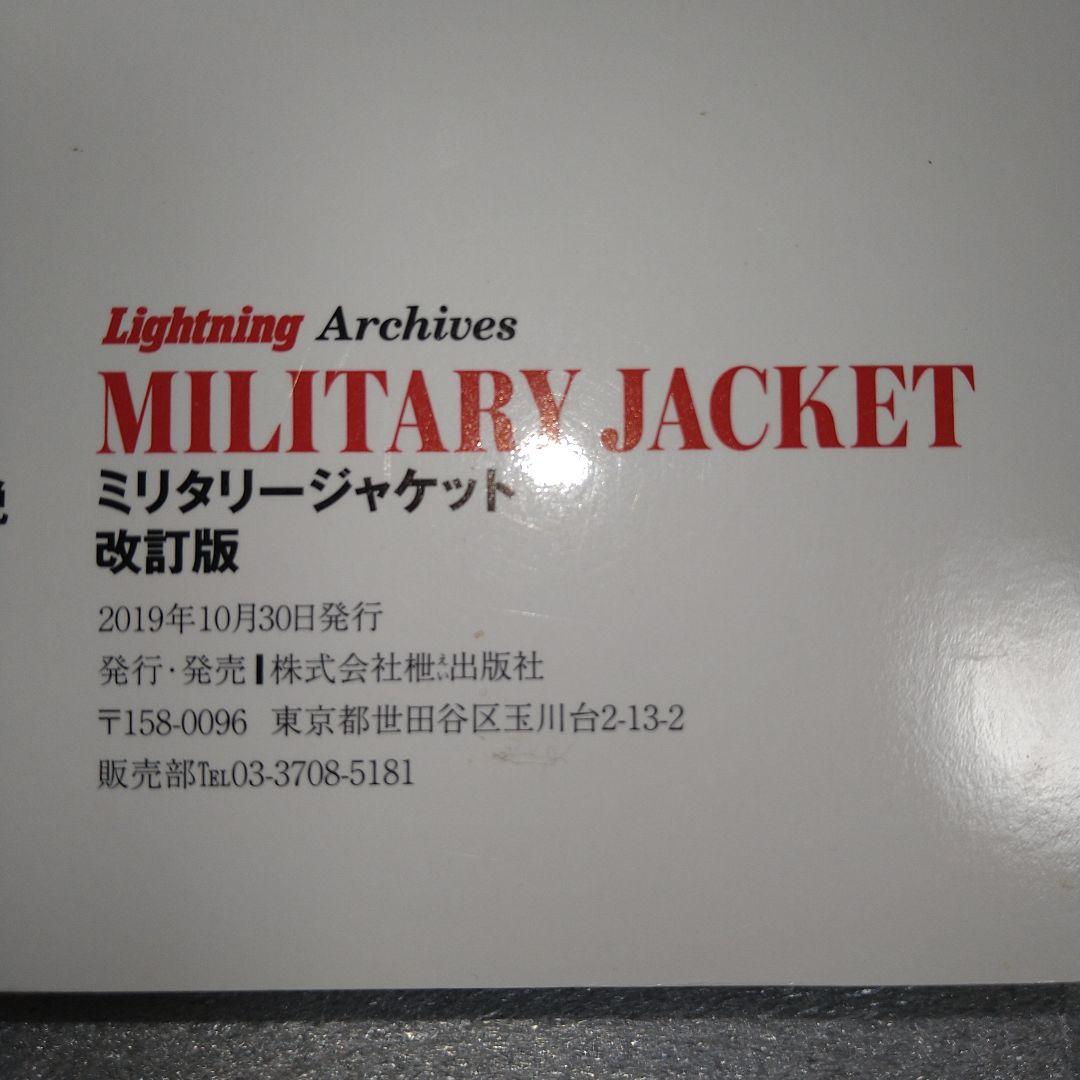 Lightning Archives
MILITARY JACKET
ミリタリージャケット
改訂版
2019年10月30日発行
発行・発売┃株式会社枻えい出版社
〒158-0096 東京都世田谷区玉川台2-13-2
販売部℡03-3708-5181